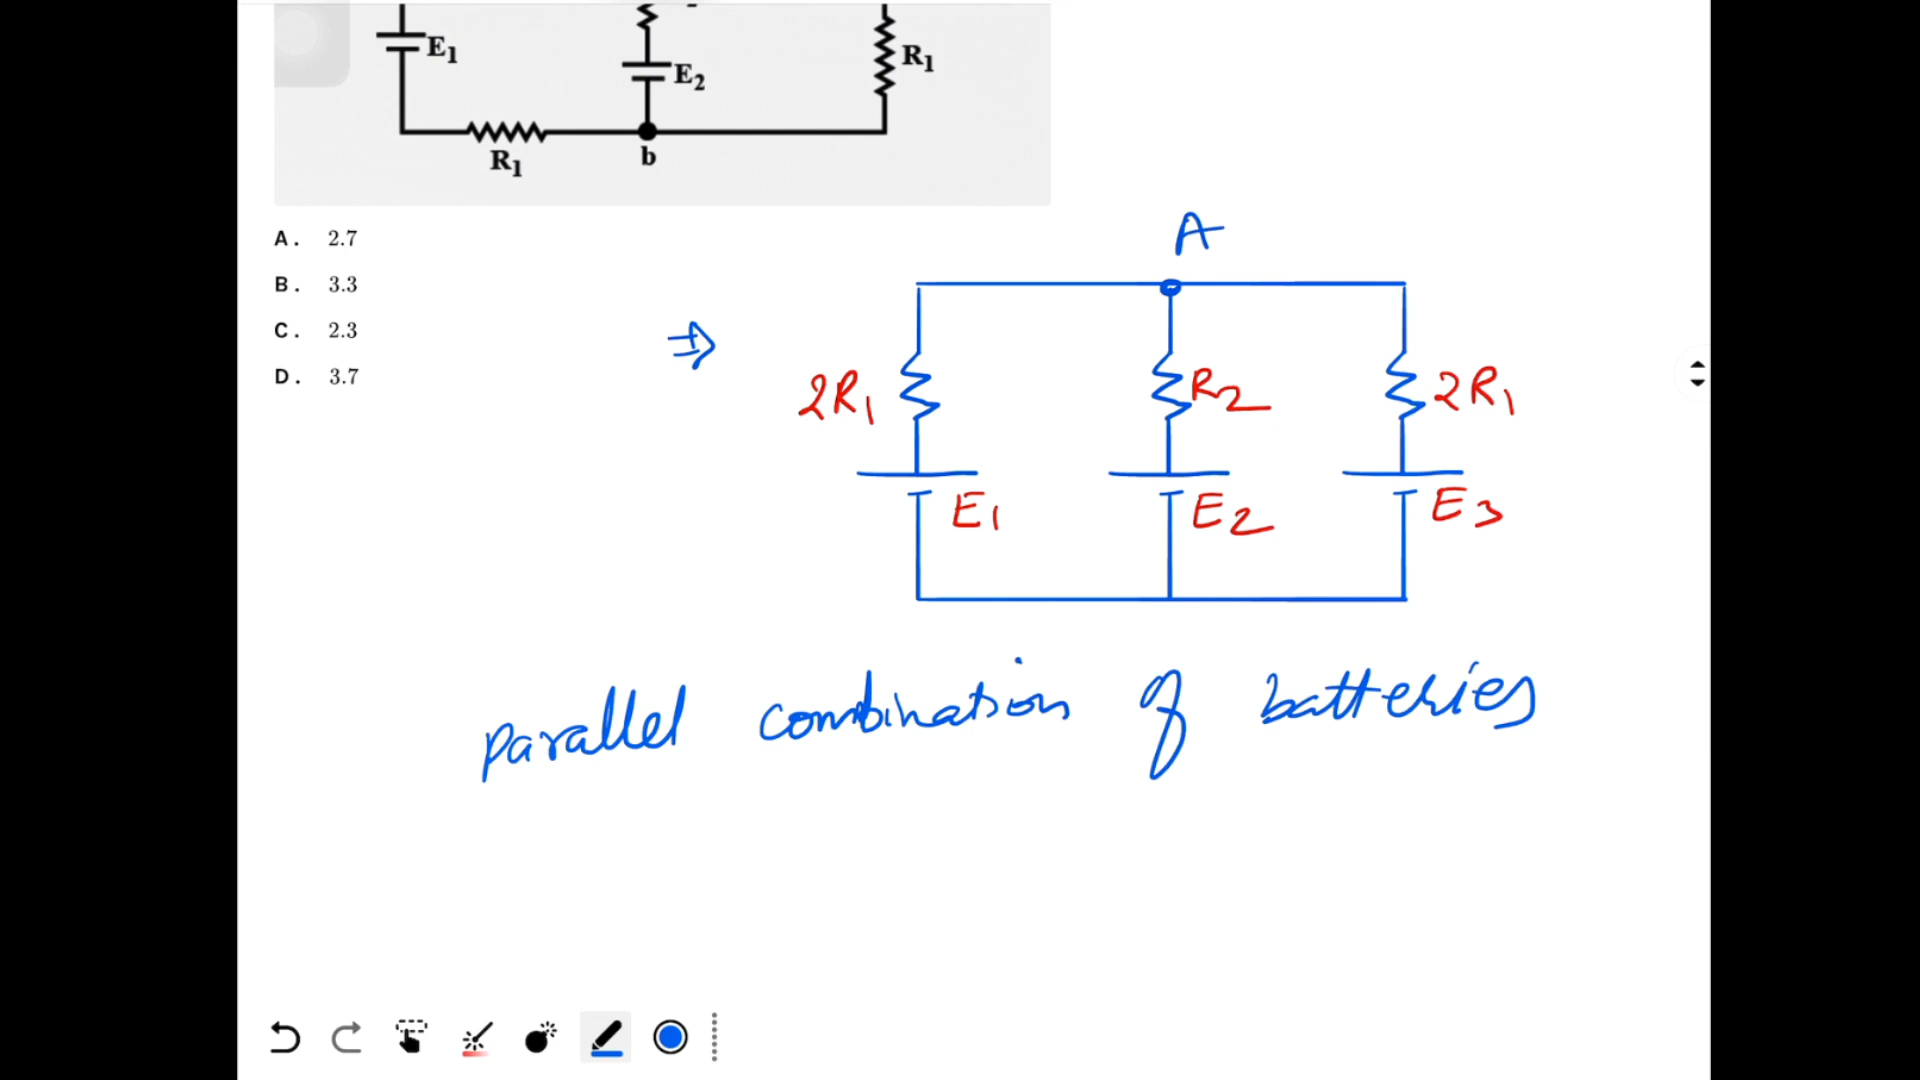 E₁
E₂
R₁
R₁
b
A. 2.7
B. 3.3
C. 2.3
D. 3.7
A
2R₁
R₂
2R₁
E₁
E₂
E₃
parallel combination of batteries